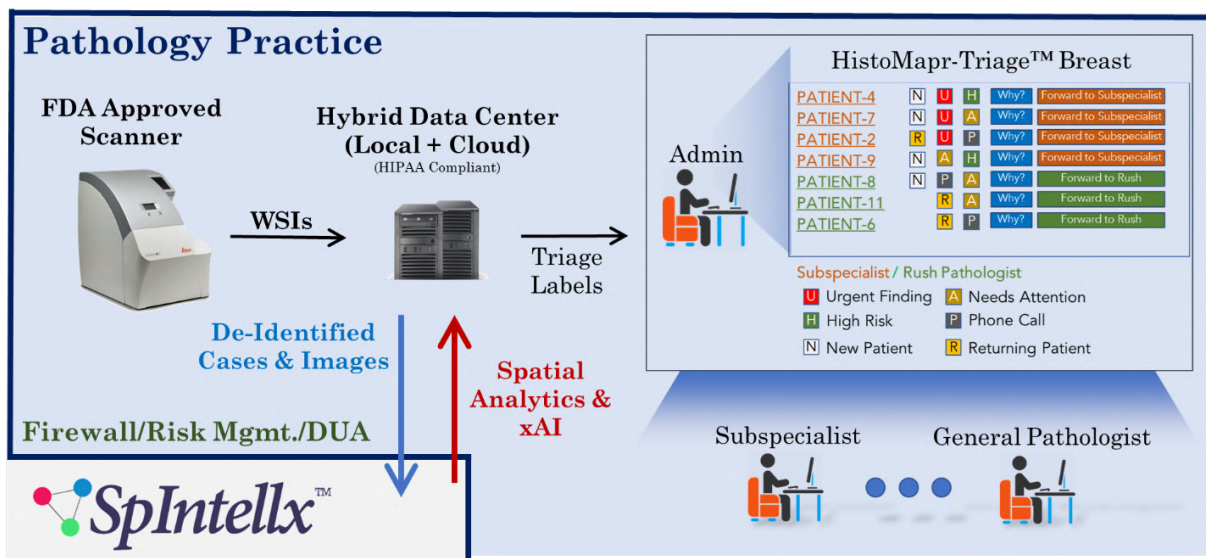 Pathology Practice
FDA Approved
Scanner
WSIs
Hybrid Data Center
(Local + Cloud)
(HIPAA Compliant)
Triage
Labels
De-Identified
Cases & Images
Spatial
Analytics &
xAI
Firewall/Risk Mgmt./DUA
SpIntellx™
Admin
HistoMapr-Triage™ Breast
PATIENT-4 N U H Why? Forward to Subspecialist
PATIENT-7 N U A Why? Forward to Subspecialist
PATIENT-2 R U P Why? Forward to Subspecialist
PATIENT-9 N A H Why? Forward to Subspecialist
PATIENT-8 N P A Why? Forward to Rush
PATIENT-11 R A Why? Forward to Rush
PATIENT-6 R P Why? Forward to Rush
Subspecialist / Rush Pathologist
U Urgent Finding A Needs Attention
H High Risk P Phone Call
N New Patient R Returning Patient
Subspecialist
General Pathologist